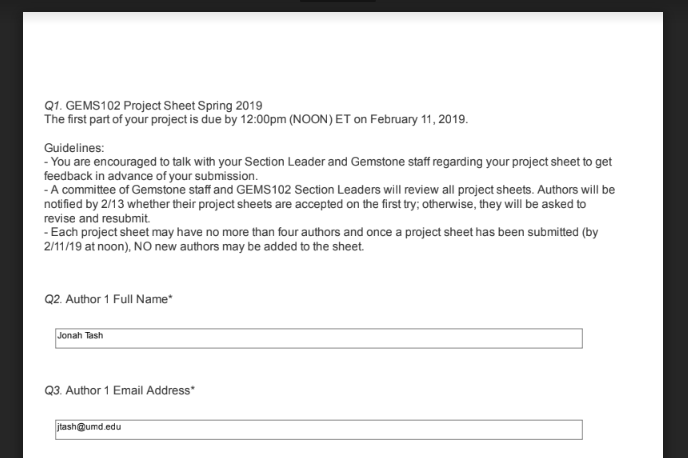 Q1. GEMS102 Project Sheet Spring 2019
The first part of your project is due by 12:00pm (NOON) ET on February 11, 2019.
Guidelines:
- You are encouraged to talk with your Section Leader and Gemstone staff regarding your project sheet to get
feedback in advance of your submission.
- A committee of Gemstone staff and GEMS102 Section Leaders will review all project sheets. Authors will be
notified by 2/13 whether their project sheets are accepted on the first try; otherwise, they will be asked to
revise and resubmit.
- Each project sheet may have no more than four authors and once a project sheet has been submitted (by
2/11/19 at noon), NO new authors may be added to the sheet.
Q2. Author 1 Full Name*
Jonah Tash
Q3. Author 1 Email Address*
jtash@umd.edu